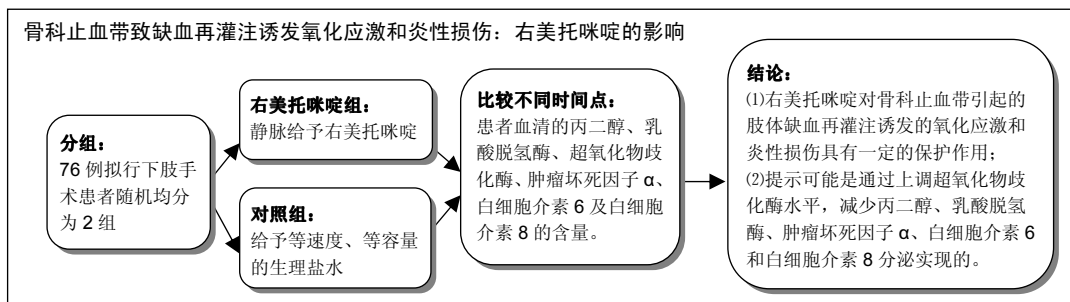 骨科止血带致缺血再灌注诱发氧化应激和炎性损伤：右美托咪啶的影响
分组：
76 例拟行下肢手
术患者随机均分
为 2 组
右美托咪啶组：
静脉给予右美托咪啶
对照组：
给予等速度、等容量
的生理盐水
比较不同时间点：
患者血清的丙二醇、乳
酸脱氢酶、超氧化物歧
化酶、肿瘤坏死因子 α、
白细胞介素 6 及白细胞
介素 8 的含量。
结论：
⑴右美托咪啶对骨科止血带引起的
肢体缺血再灌注诱发的氧化应激和
炎性损伤具有一定的保护作用；
⑵提示可能是通过上调超氧化物歧
化酶水平，减少丙二醇、乳酸脱氢
酶、肿瘤坏死因子 α、白细胞介素 6
和白细胞介素 8 分泌实现的。